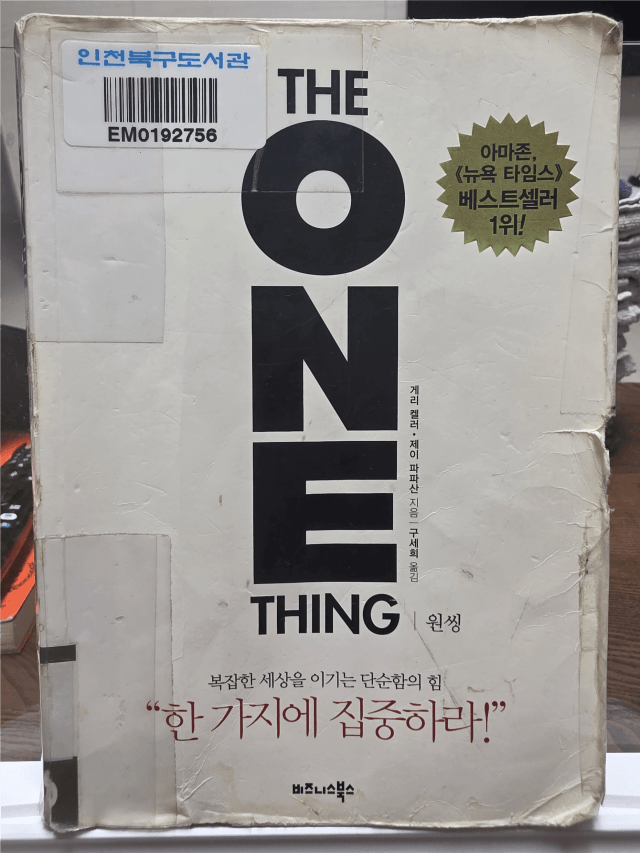 인천북구도서관
EM0192756
THE
ONE
THING
원씽
아마존,
《뉴욕 타임스》
베스트셀러
1위!
게리 켈러 · 제이 파파산 지음 | 구세희 옮김
복잡한 세상을 이기는 단순함의 힘
“한 가지에 집중하라!”
비즈니스북스